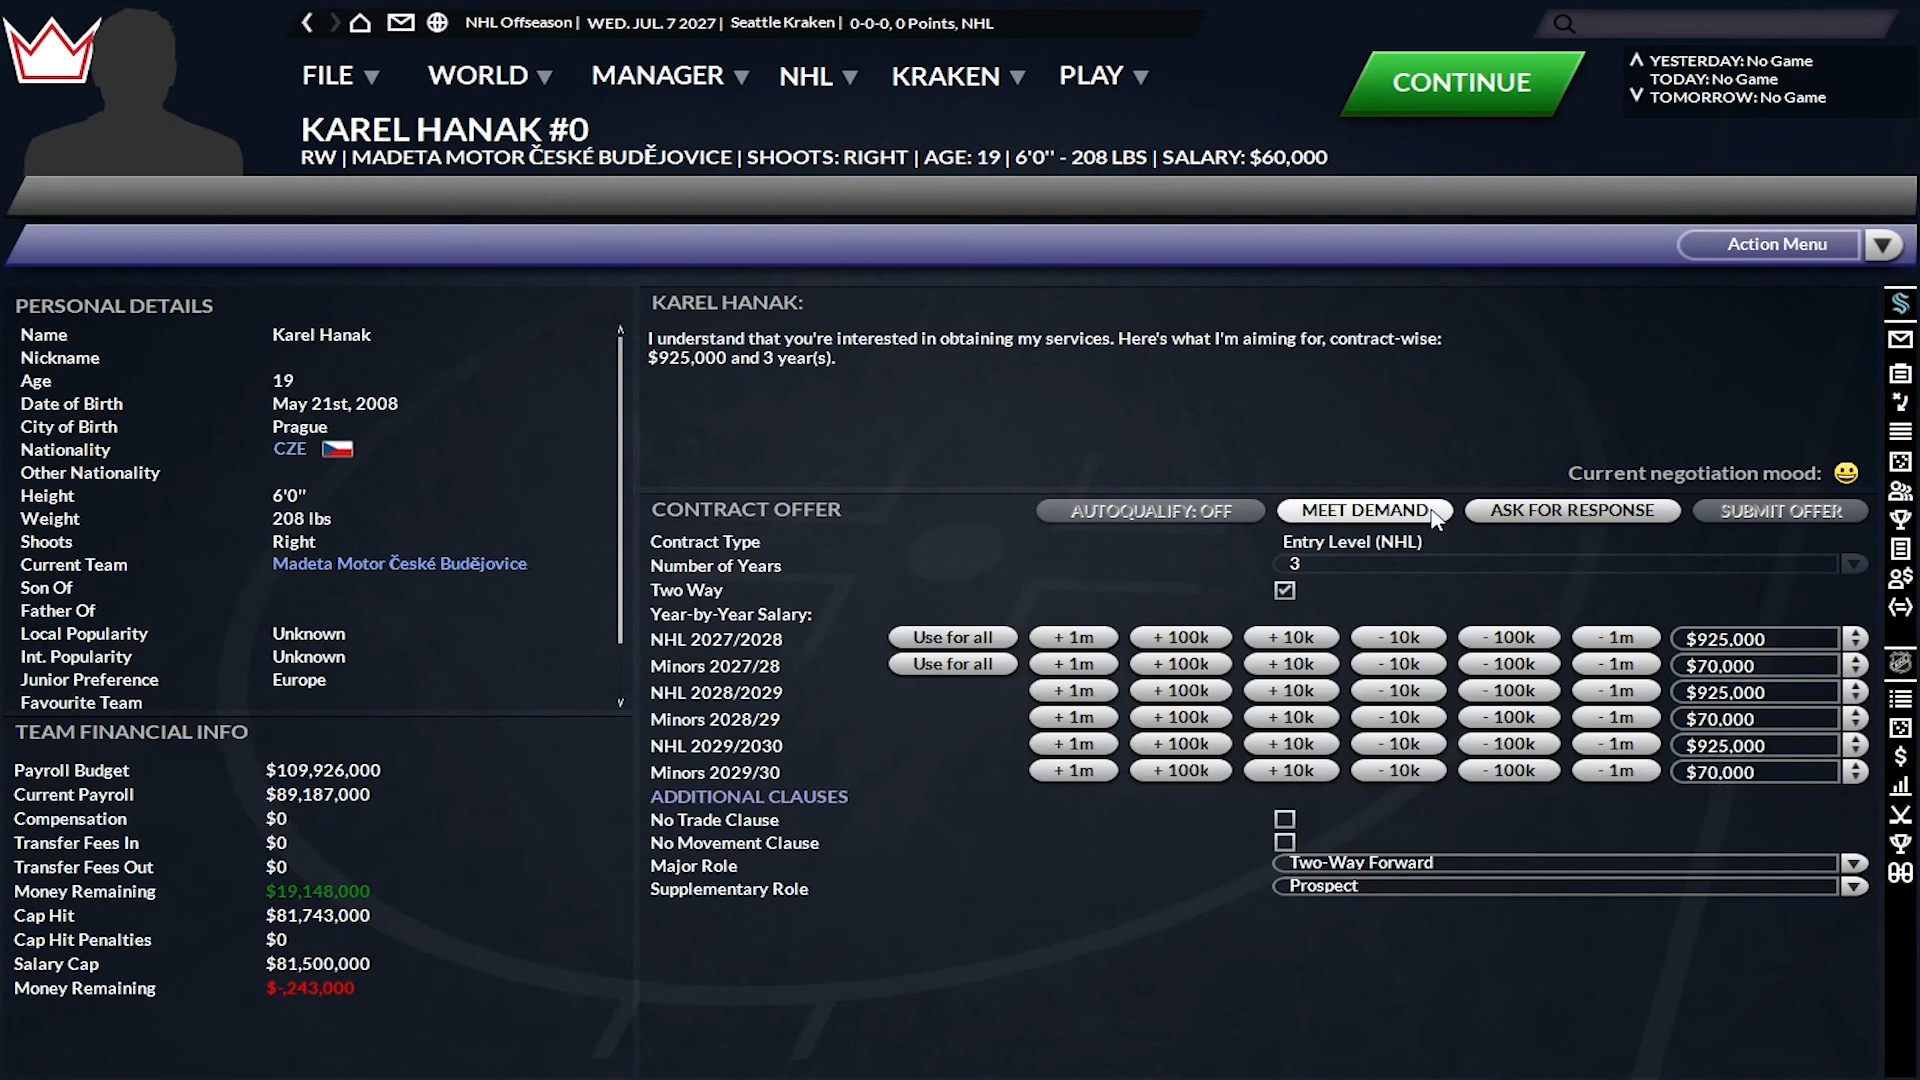 NHL Offseason | WED. JUL. 7 2027 | Seattle Kraken | 0-0-0, 0 Points, NHL
FILE WORLD MANAGER NHL KRAKEN PLAY
CONTINUE
YESTERDAY: No Game
TODAY: No Game
TOMORROW: No Game
KAREL HANAK #0
RW | MADETA MOTOR ČESKÉ BUDĚJOVICE | SHOOTS: RIGHT | AGE: 19 | 6'0'' - 208 LBS | SALARY: $60,000
Action Menu
PERSONAL DETAILS
Name Karel Hanak
Nickname
Age 19
Date of Birth May 21st, 2008
City of Birth Prague
Nationality CZE
Other Nationality
Height 6'0''
Weight 208 lbs
Shoots Right
Current Team Madeta Motor České Budějovice
Son Of
Father Of
Local Popularity Unknown
Int. Popularity Unknown
Junior Preference Europe
Favourite Team
TEAM FINANCIAL INFO
Payroll Budget $109,926,000
Current Payroll $89,187,000
Compensation $0
Transfer Fees In $0
Transfer Fees Out $0
Money Remaining $19,148,000
Cap Hit $81,743,000
Cap Hit Penalties $0
Salary Cap $81,500,000
Money Remaining $-,243,000
KAREL HANAK:
I understand that you're interested in obtaining my services. Here's what I'm aiming for, contract-wise:
$925,000 and 3 year(s).
Current negotiation mood:
CONTRACT OFFER AUTOQUALIFY: OFF MEET DEMAND ASK FOR RESPONSE SUBMIT OFFER
Contract Type Entry Level (NHL)
Number of Years 3
Two Way
Year-by-Year Salary:
NHL 2027/2028 Use for all + 1m + 100k + 10k - 10k - 100k - 1m $925,000
Minors 2027/28 Use for all + 1m + 100k + 10k - 10k - 100k - 1m $70,000
NHL 2028/2029 + 1m + 100k + 10k - 10k - 100k - 1m $925,000
Minors 2028/29 + 1m + 100k + 10k - 10k - 100k - 1m $70,000
NHL 2029/2030 + 1m + 100k + 10k - 10k - 100k - 1m $925,000
Minors 2029/30 + 1m + 100k + 10k - 10k - 100k - 1m $70,000
ADDITIONAL CLAUSES
No Trade Clause
No Movement Clause
Major Role Two-Way Forward
Supplementary Role Prospect